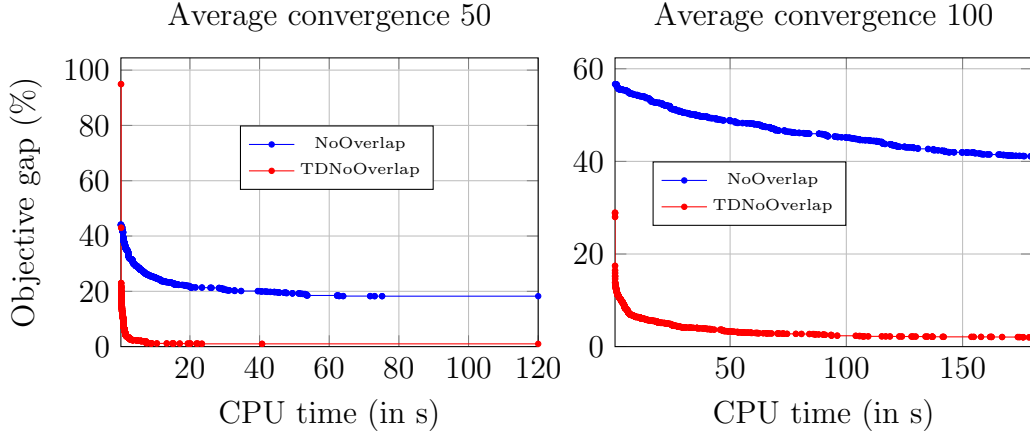 Average convergence 50
Average convergence 100
Objective gap (%)
100
80
60
40
20
0
NoOverlap
TDNoOverlap
20
40
60
80
100
120
CPU time (in s)
60
40
20
0
NoOverlap
TDNoOverlap
50
100
150
CPU time (in s)